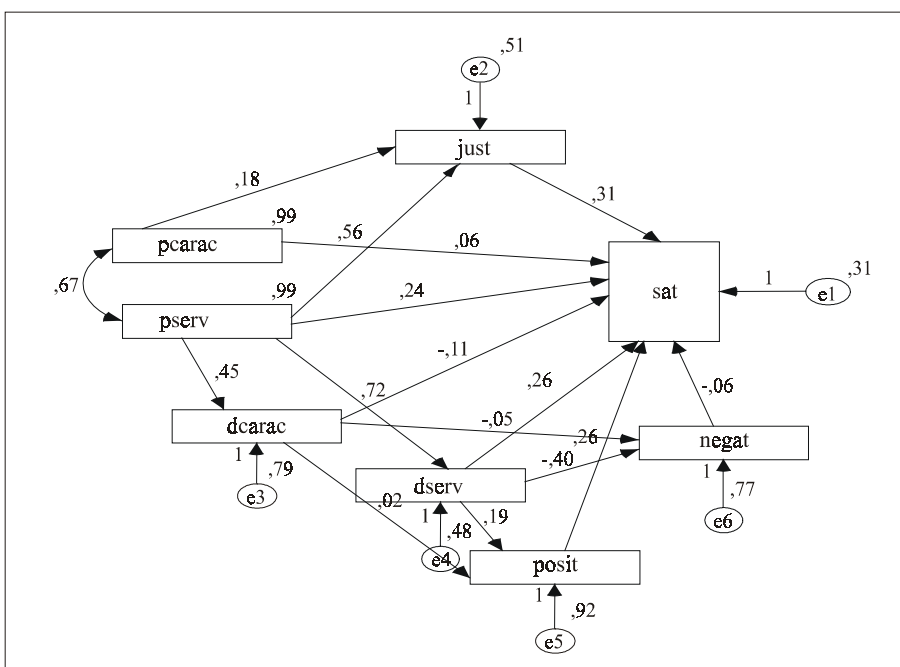 ,51
e2
1
just
,18
,31
,99
pcarac
,56
,06
,67
,99
pserv
,24
sat
1
e1
,31
-,11
,45
,72
,26
-,06
dcarac
-,05
,26
negat
1
,79
e3
dserv
-,40
,02
1
,48
e4
,19
1
,77
e6
posit
1
,92
e5